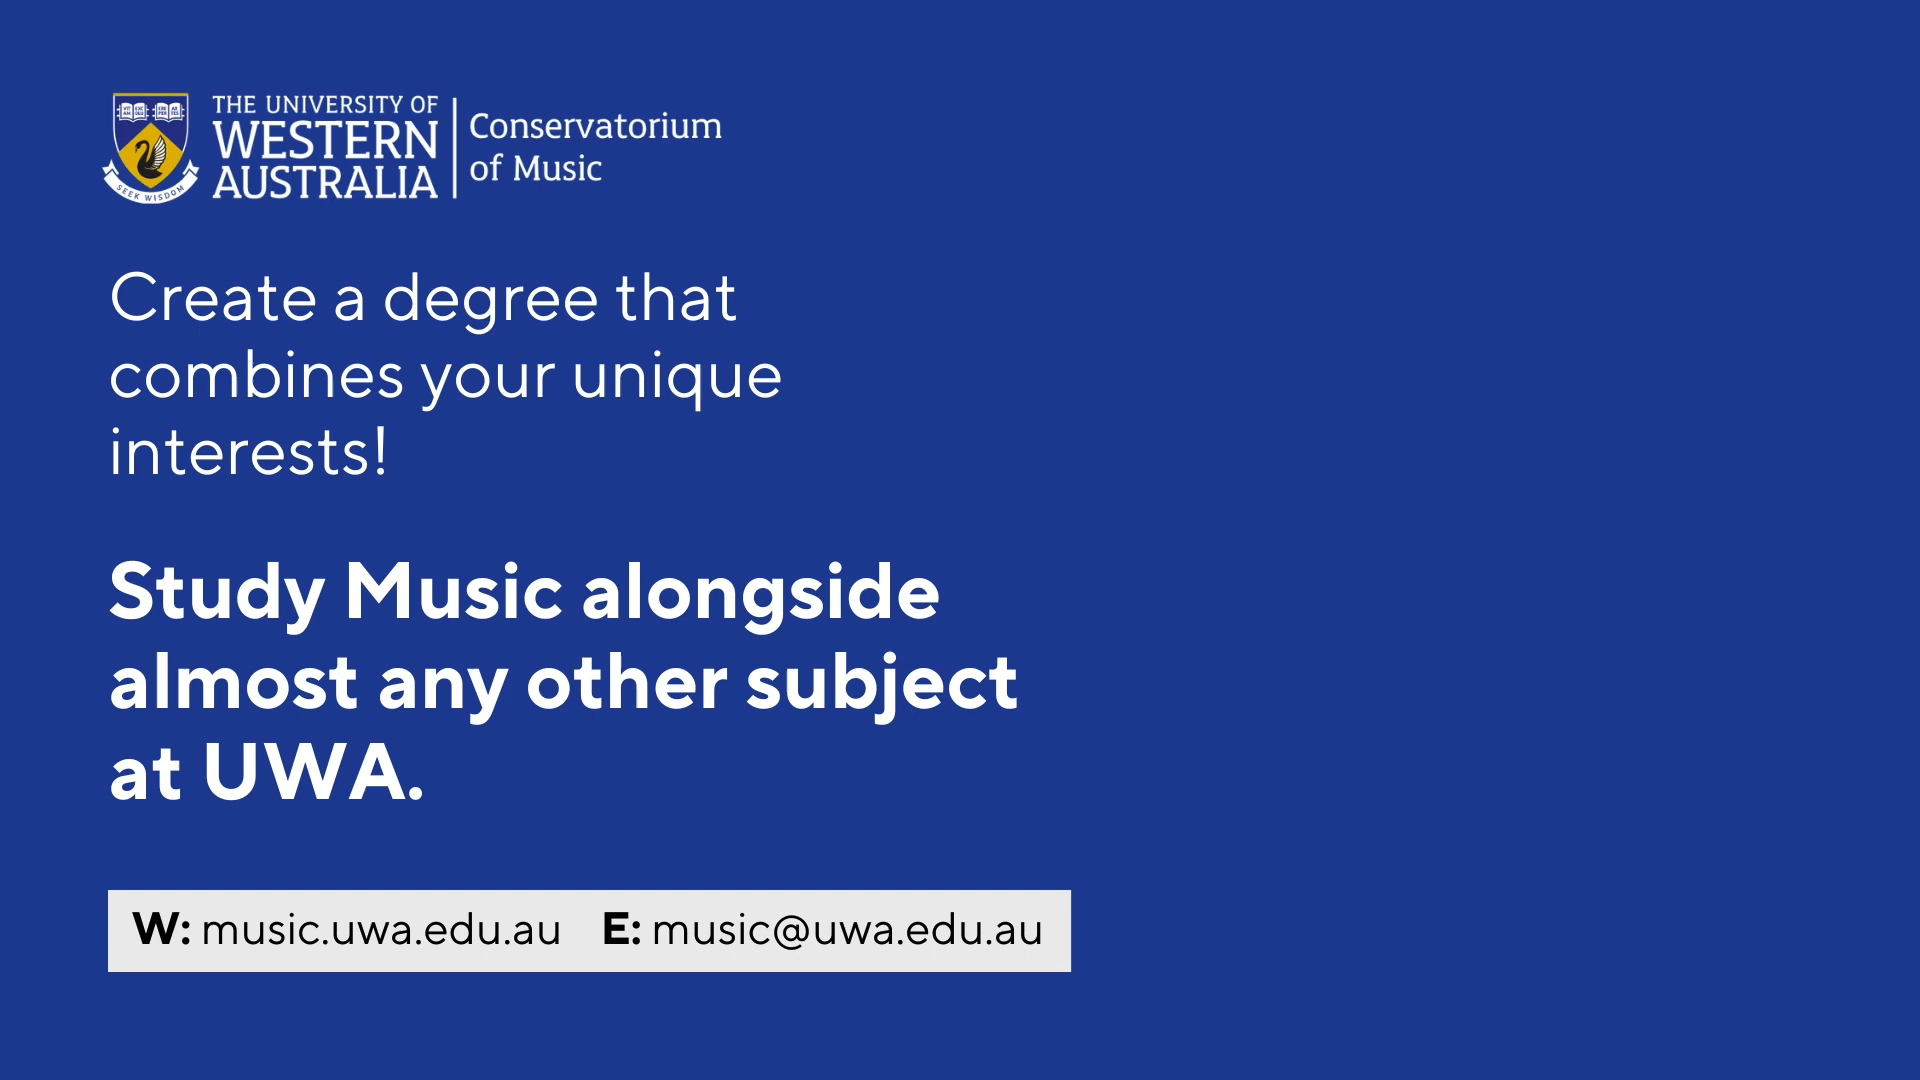 THE UNIVERSITY OF
WESTERN
AUSTRALIA
SEEK WISDOM
Conservatorium
of Music
Create a degree that
combines your unique
interests!
Study Music alongside
almost any other subject
at UWA.
W: music.uwa.edu.au E: music@uwa.edu.au